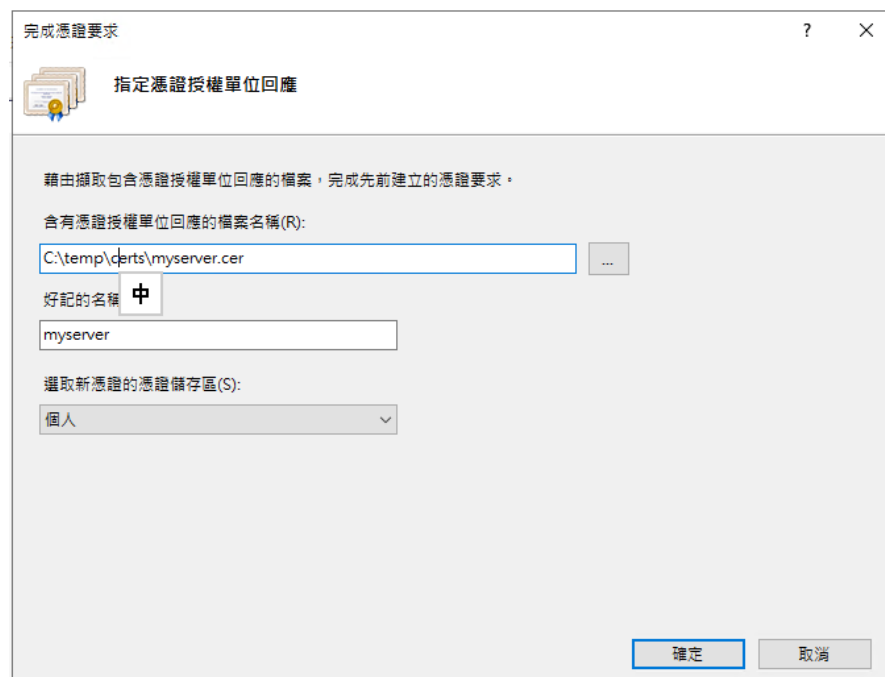 完成憑證要求
?
指定憑證授權單位回應
藉由擷取包含憑證授權單位回應的檔案，完成先前建立的憑證要求。
含有憑證授權單位回應的檔案名稱(R):
C:\temp\certs\myserver.cer
...
好記的名稱
中
myserver
選取新憑證的憑證儲存區(S):
個人
確定
取消